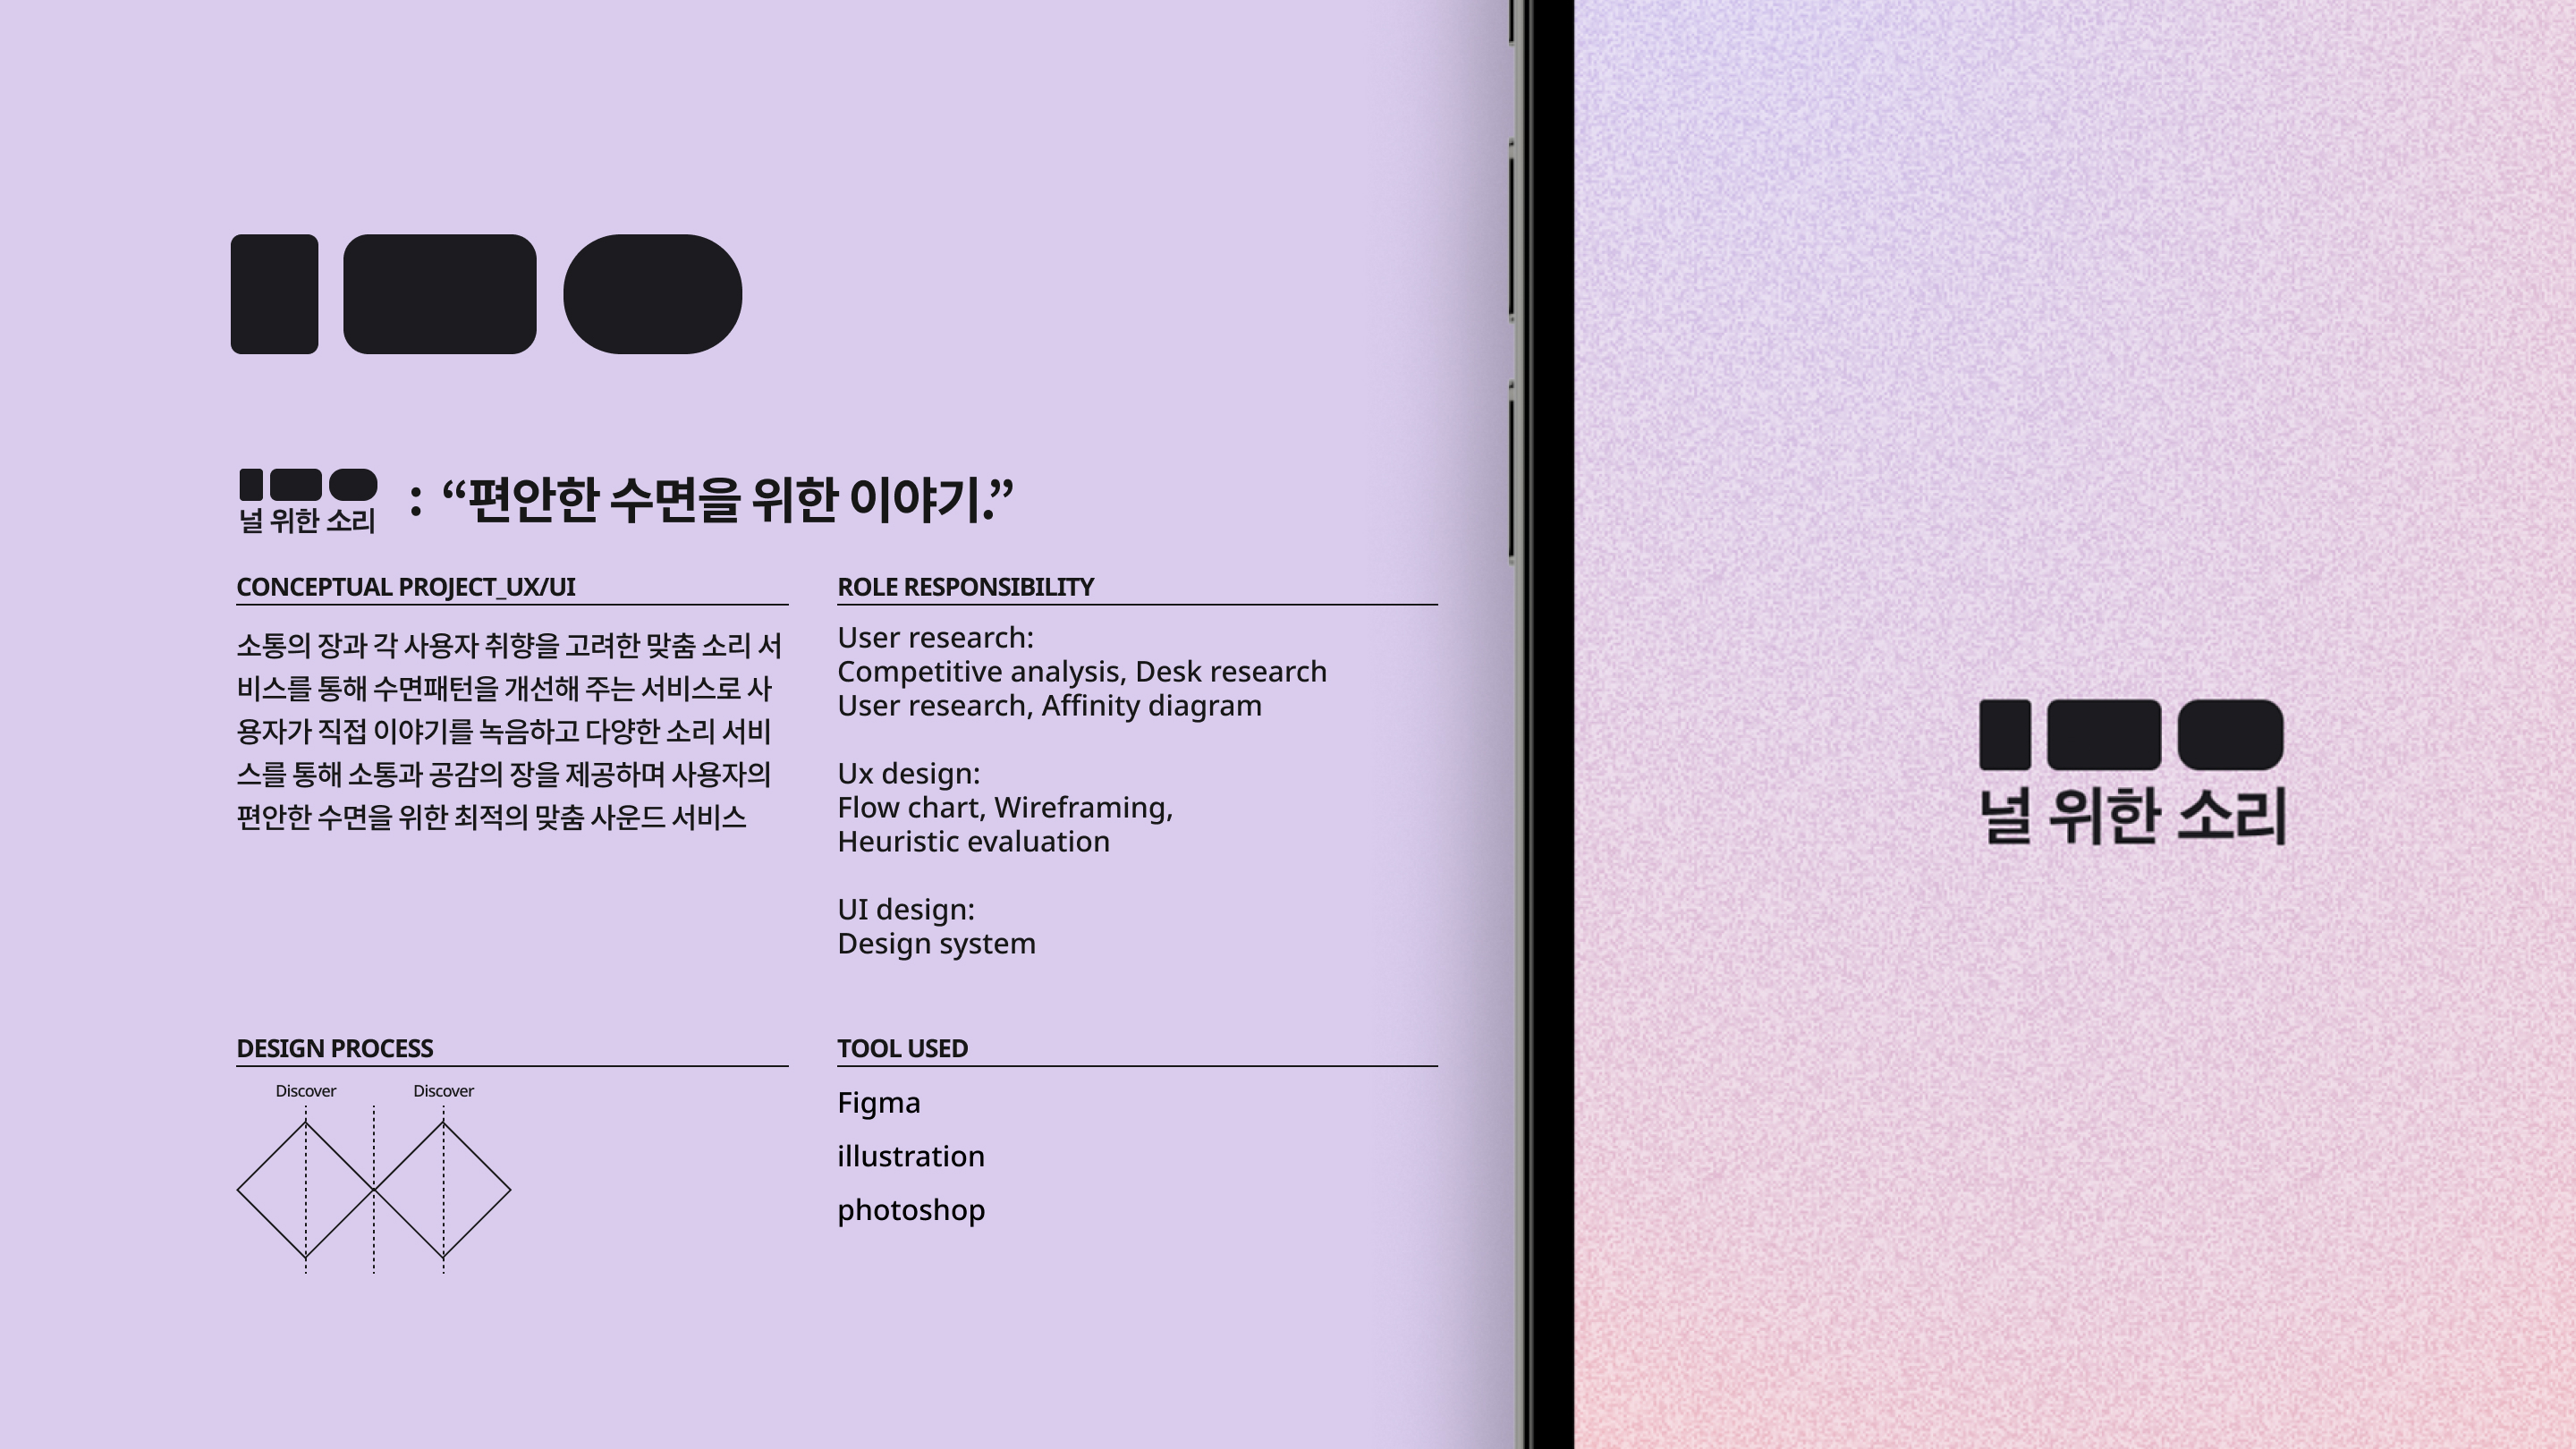 널 위한 소리
: “편안한 수면을 위한 이야기.”
CONCEPTUAL PROJECT_UX/UI
소통의 장과 각 사용자 취향을 고려한 맞춤 소리 서
비스를 통해 수면패턴을 개선해 주는 서비스로 사
용자가 직접 이야기를 녹음하고 다양한 소리 서비
스를 통해 소통과 공감의 장을 제공하며 사용자의
편안한 수면을 위한 최적의 맞춤 사운드 서비스
ROLE RESPONSIBILITY
User research:
Competitive analysis, Desk research
User research, Affinity diagram
Ux design:
Flow chart, Wireframing,
Heuristic evaluation
UI design:
Design system
DESIGN PROCESS
Discover
Discover
TOOL USED
Figma
illustration
photoshop
널 위한 소리